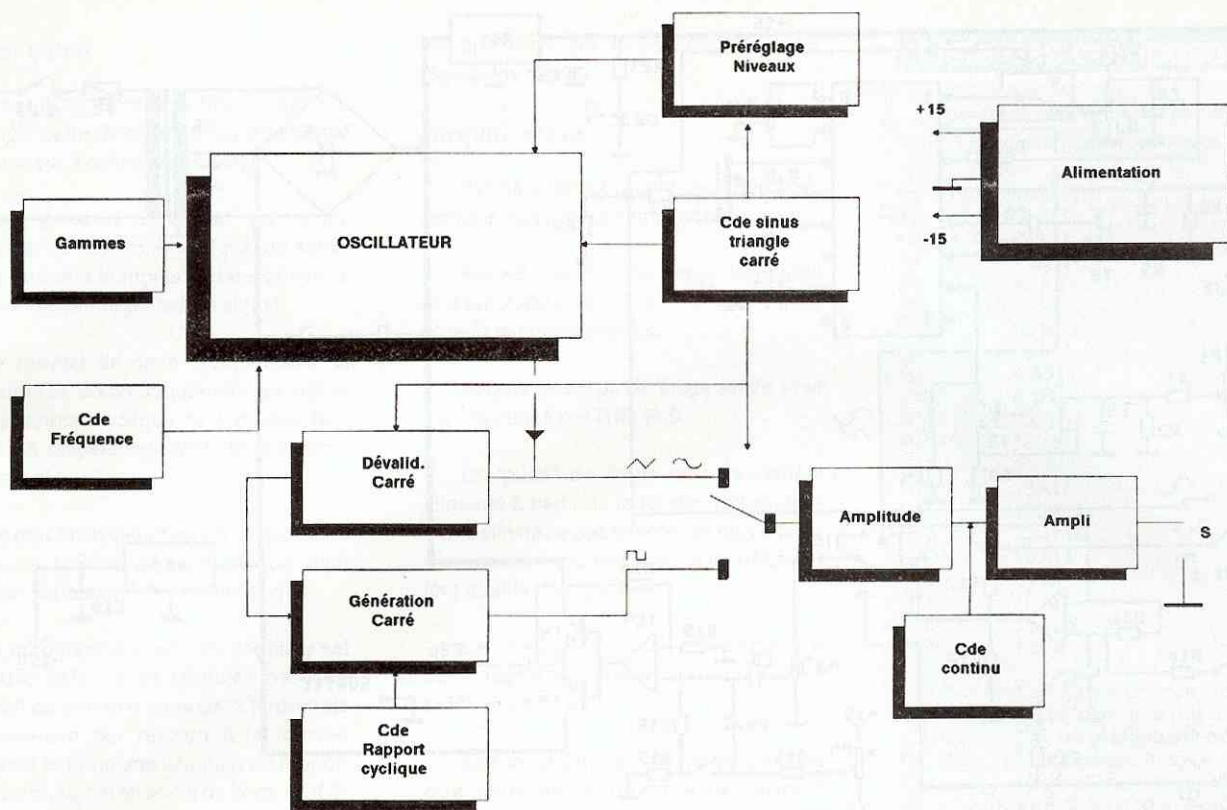 Préréglage
Niveaux
+15
Alimentation
-15
Gammes
OSCILLATEUR
Cde sinus
triangle
carré
Cde
Fréquence
Dévalid.
Carré
Amplitude
Ampli
S
Génération
Carré
Cde
continu
Cde
Rapport
cyclique